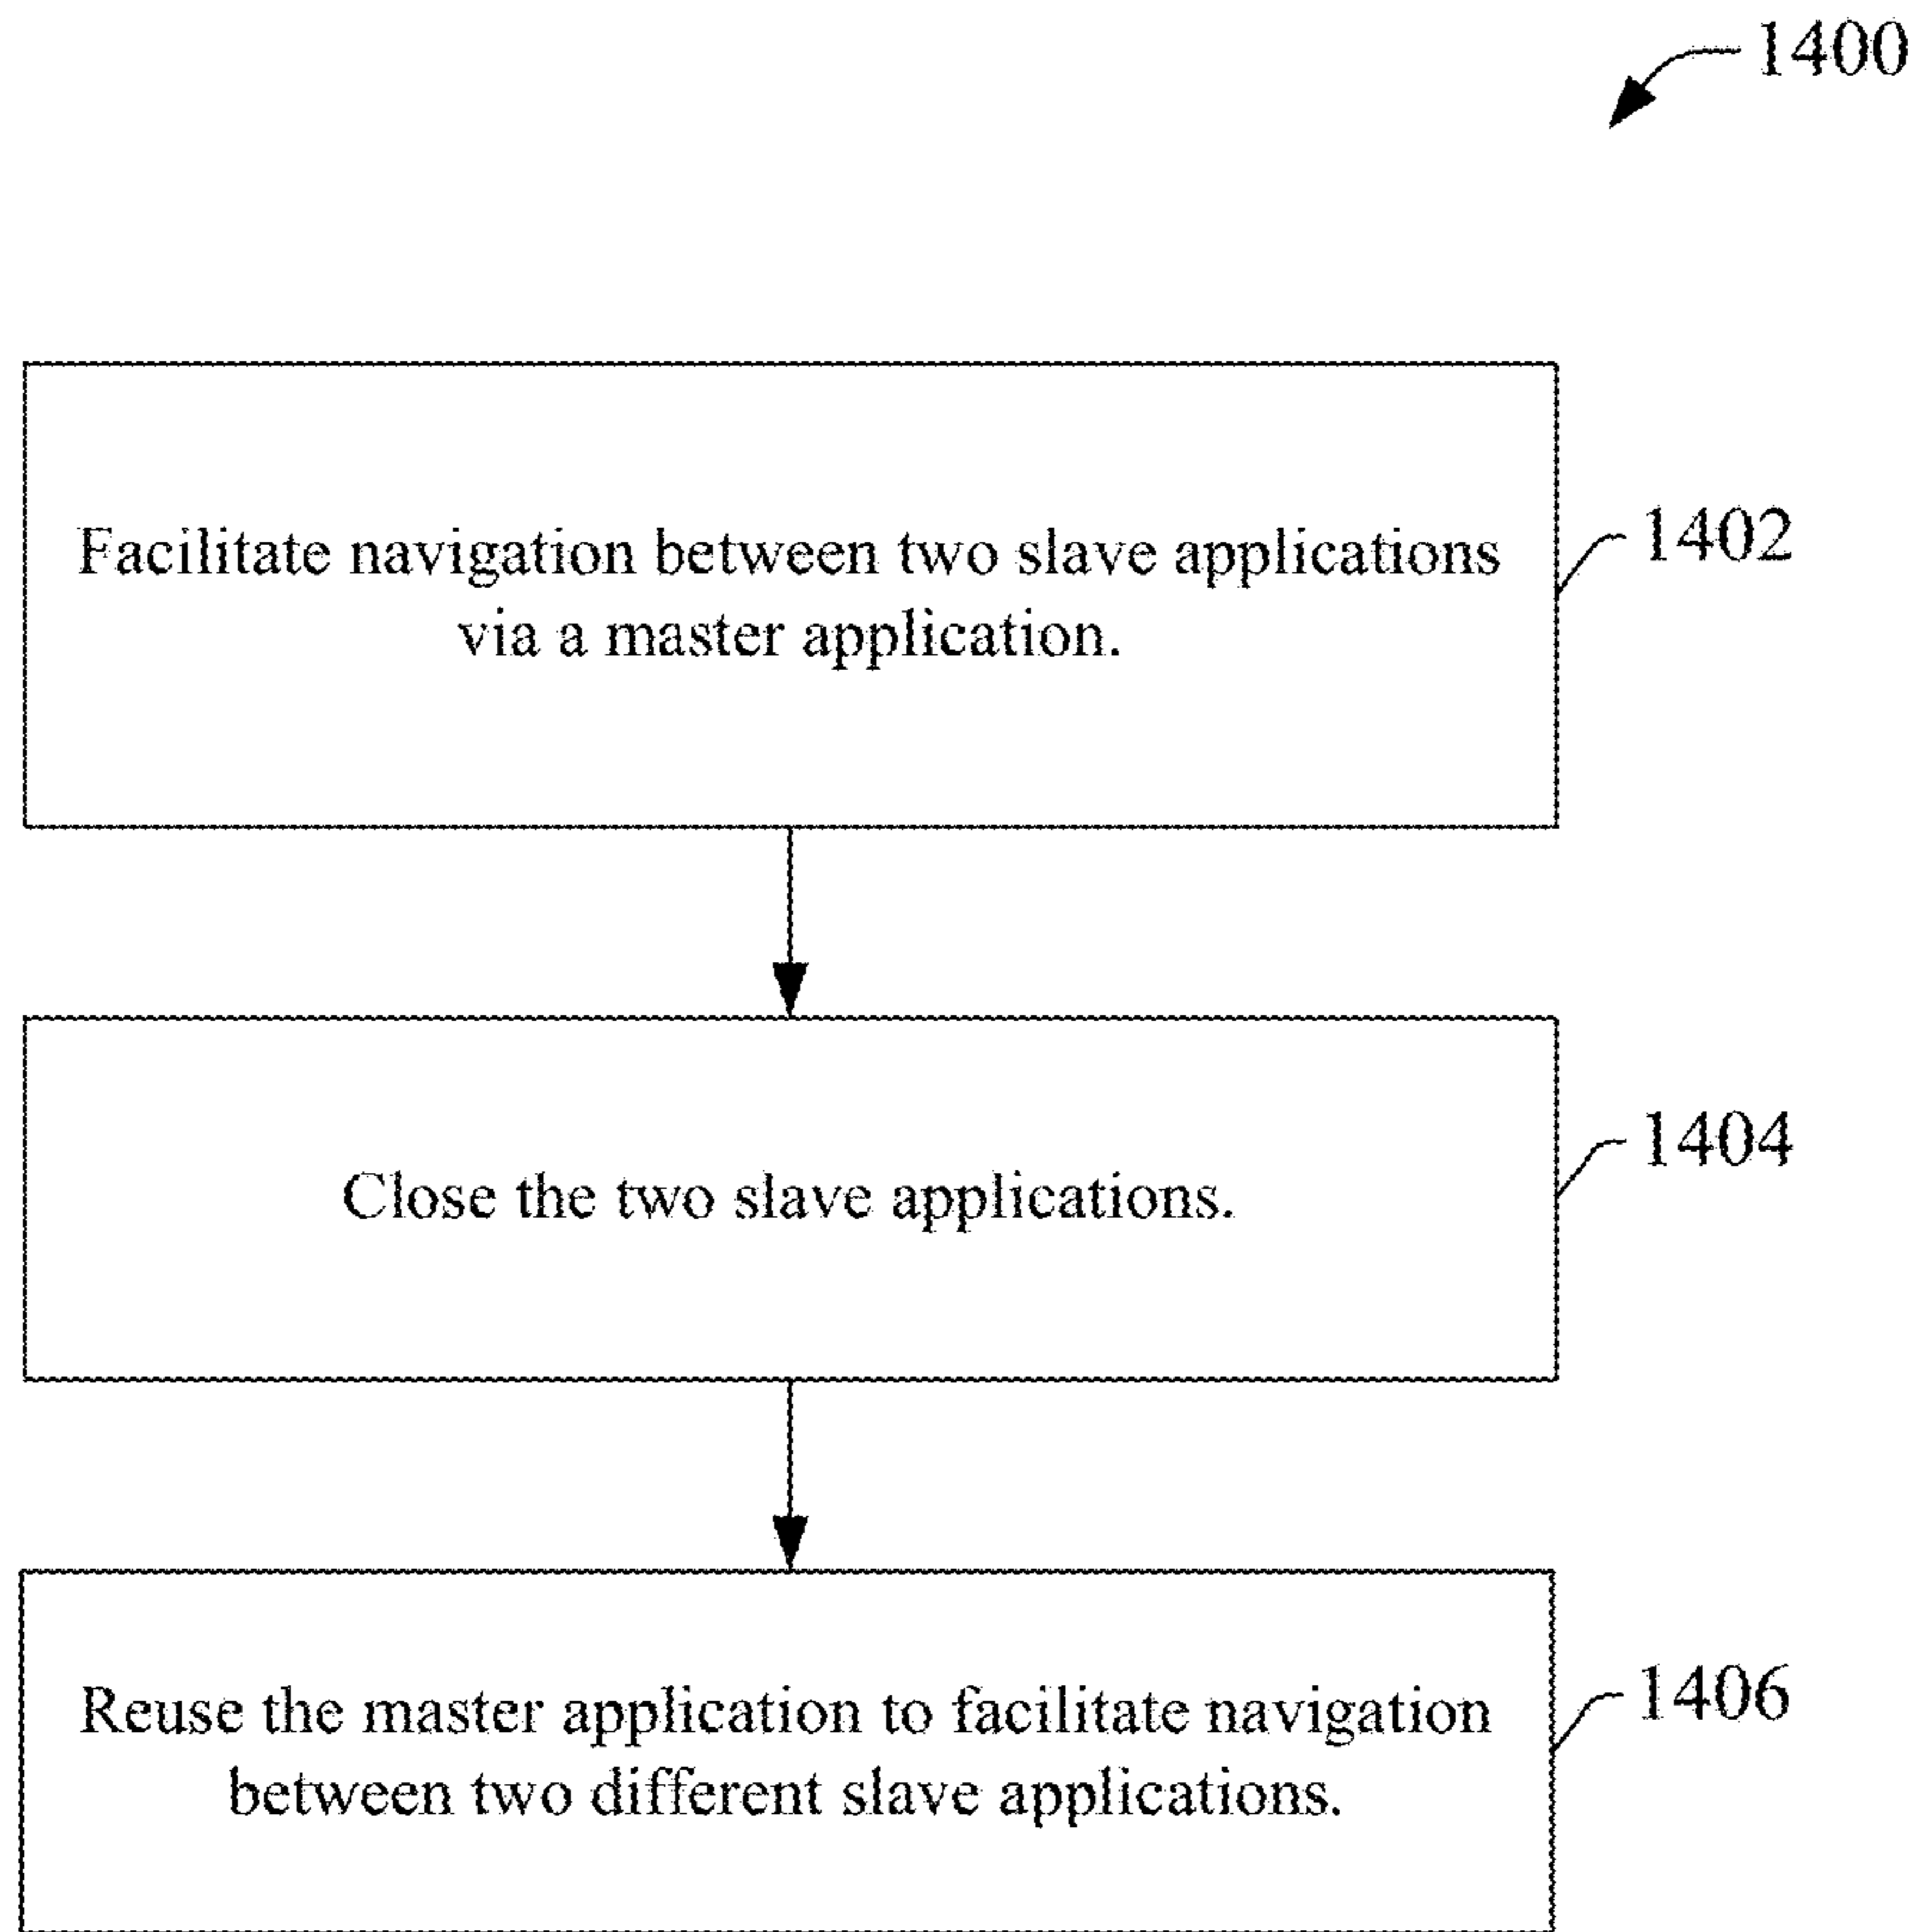 1400
Facilitate navigation between two slave applications
via a master application.
1402
Close the two slave applications.
1404
Reuse the master application to facilitate navigation
between two different slave applications.
1406